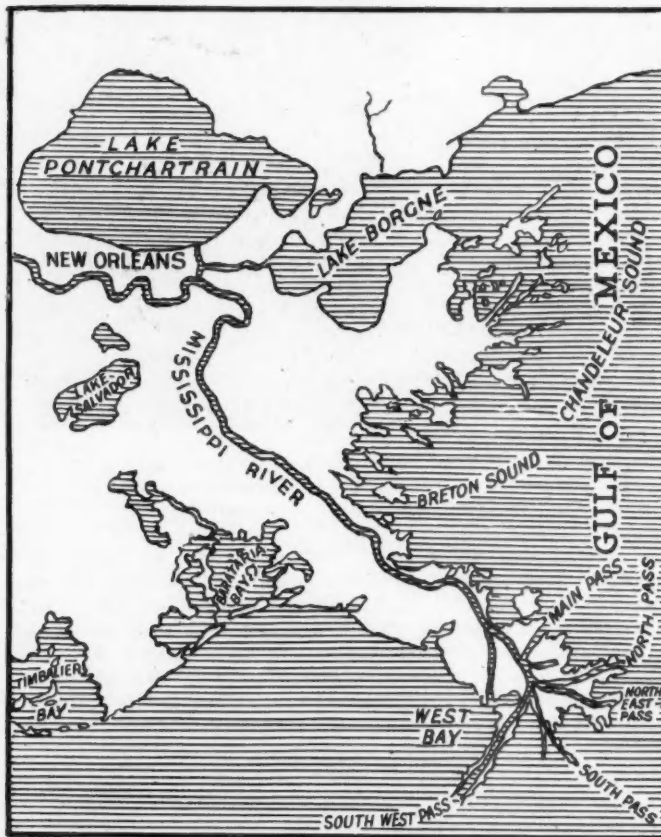 LAKE
PONTCHARTRAIN
NEW ORLEANS
LAKE BORGNE
LAKE
SALVADOR
MISSISSIPPI RIVER
GULF OF MEXICO
CHANDELEUR SOUND
BRETON SOUND
BARATARIA
BAY
MAIN PASS
NORTH PASS
NORTH
EAST
PASS
TIMBALIER
BAY
WEST
BAY
SOUTH PASS
SOUTH WEST PASS